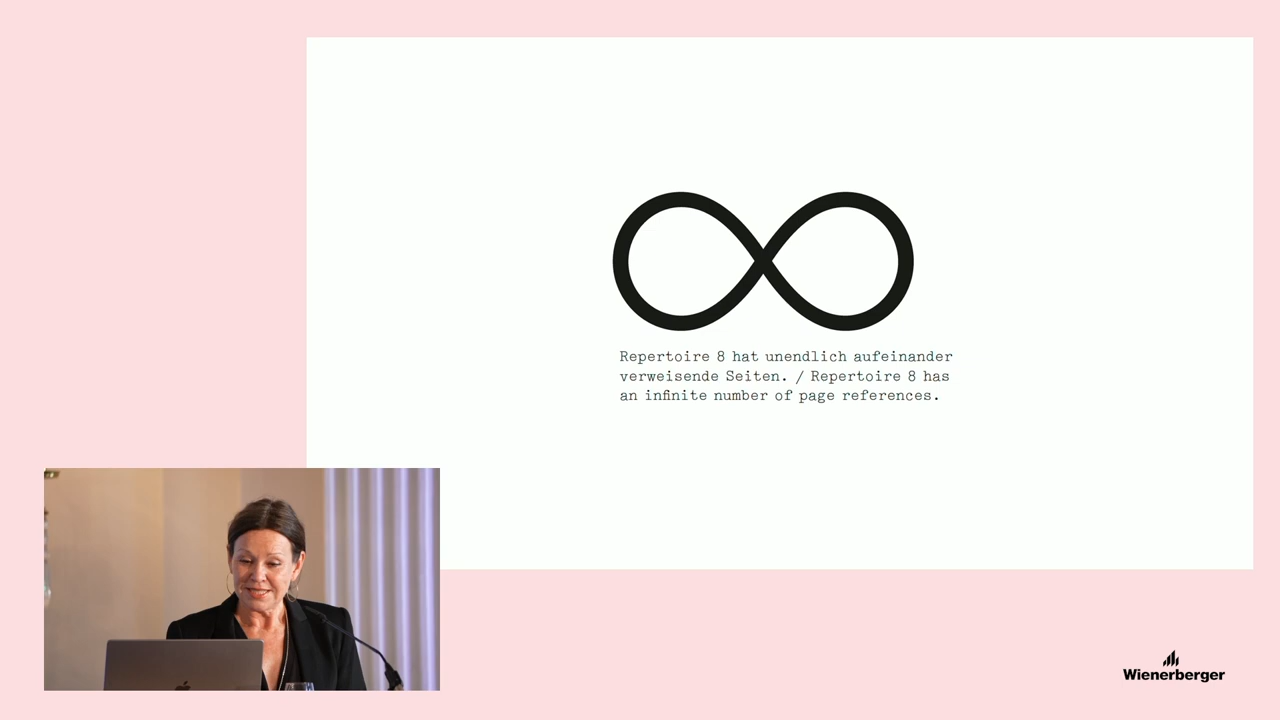 Repertoire 8 hat unendlich aufeinander
verweisende Seiten. / Repertoire 8 has
an infinite number of page references.
Wienerberger